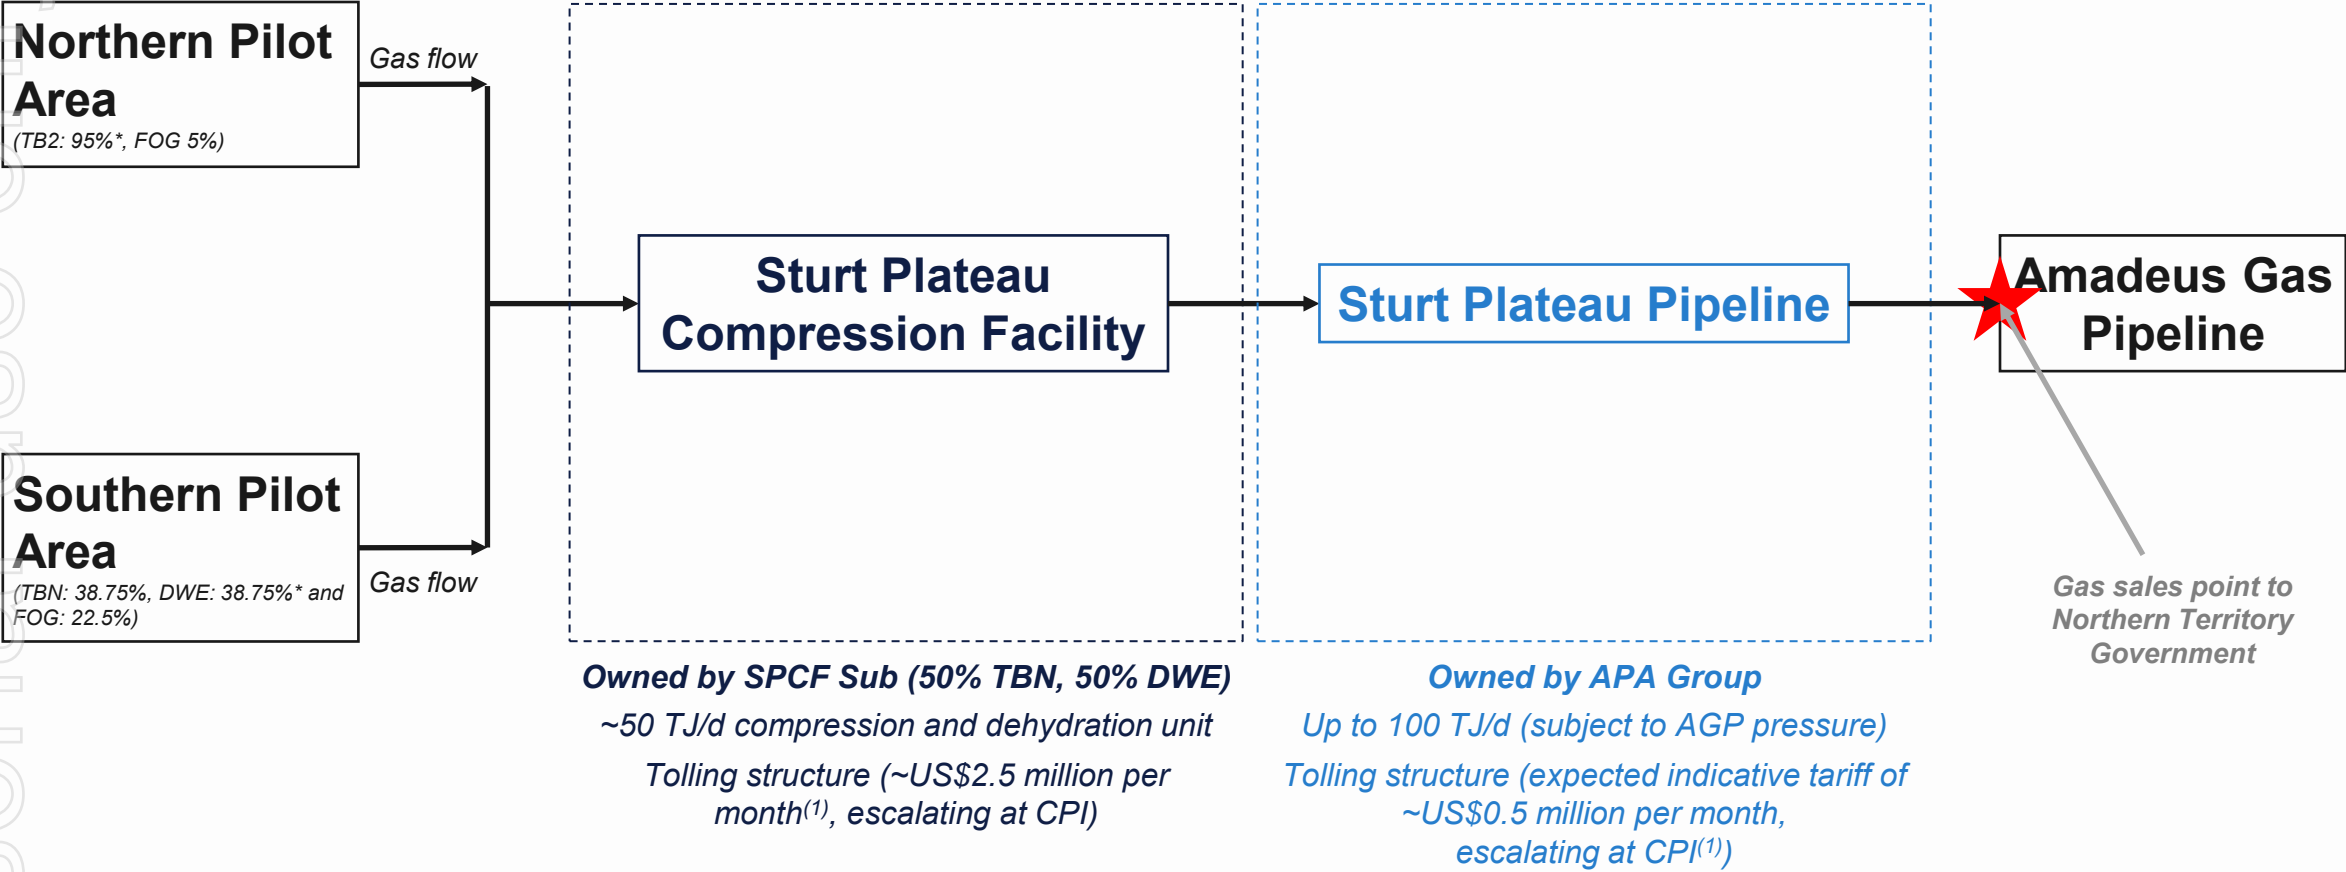 Northern Pilot
Area
(TB2: 95%*, FOG 5%)
Gas flow
Southern Pilot
Area
(TBN: 38.75%, DWE: 38.75%* and
FOG: 22.5%)
Gas flow
Sturt Plateau
Compression Facility
Owned by SPCF Sub (50% TBN, 50% DWE)
~50 TJ/d compression and dehydration unit
Tolling structure (~US$2.5 million per
month(1), escalating at CPI)
Sturt Plateau Pipeline
Owned by APA Group
Up to 100 TJ/d (subject to AGP pressure)
Tolling structure (expected indicative tariff of
~US$0.5 million per month,
escalating at CPI(1))
Amadeus Gas
Pipeline
Gas sales point to
Northern Territory
Government